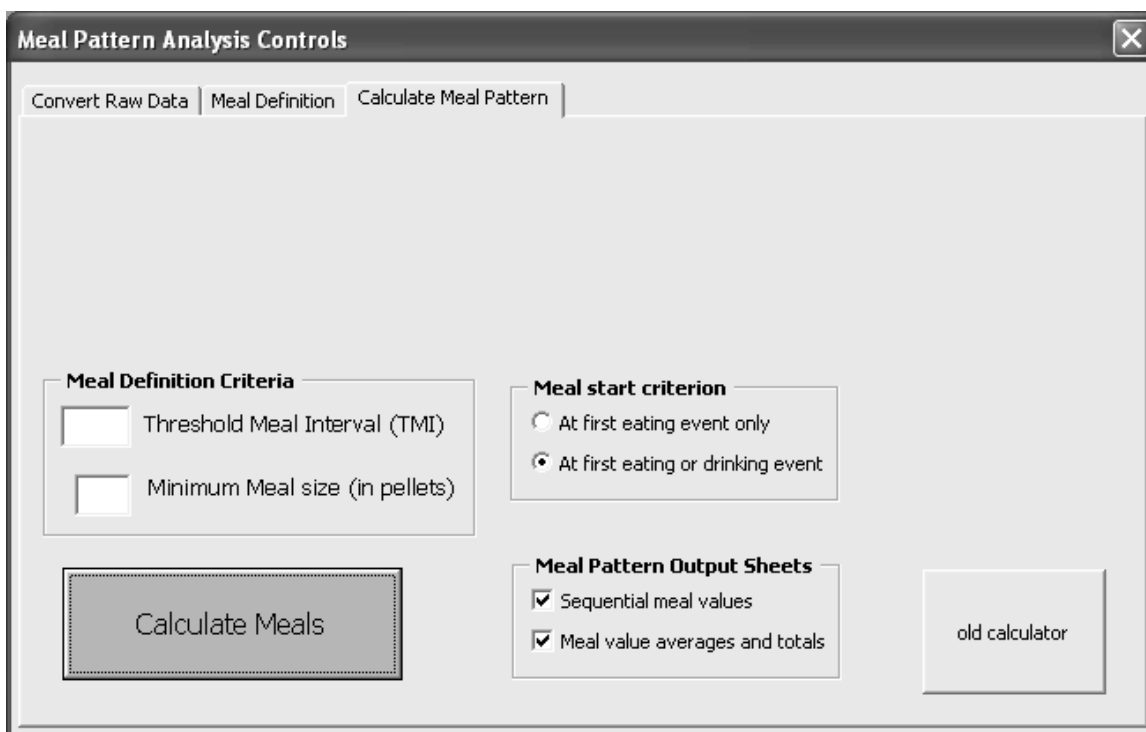 Meal Pattern Analysis Controls
Convert Raw Data
Meal Definition
Calculate Meal Pattern
Meal Definition Criteria
Threshold Meal Interval (TMI)
Minimum Meal size (in pellets)
Meal start criterion
At first eating event only
At first eating or drinking event
Calculate Meals
Meal Pattern Output Sheets
Sequential meal values
Meal value averages and totals
old calculator